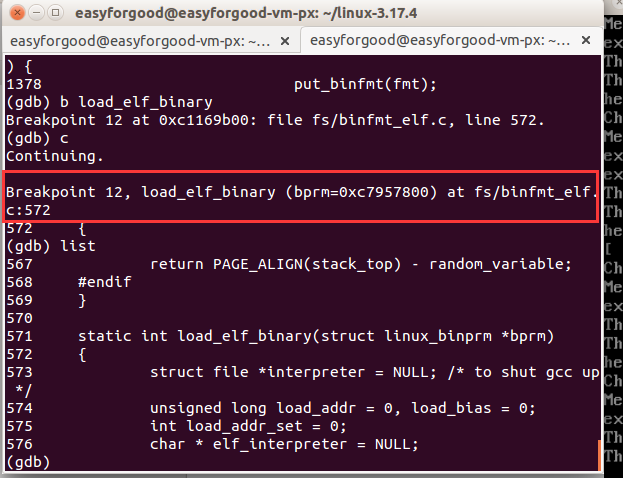 easyforgood@easyforgood-vm-px: ~/linux-3.17.4
easyforgood@easyforgood-vm-px: ~... × easyforgood@easyforgood-vm-px: ~... ×
) {
1378 put_binfmt(fmt);
(gdb) b load_elf_binary
Breakpoint 12 at 0xc1169b00: file fs/binfmt_elf.c, line 572.
(gdb) c
Continuing.
Breakpoint 12, load_elf_binary (bprm=0xc7957800) at fs/binfmt_elf.
c:572
572 {
(gdb) list
567 return PAGE_ALIGN(stack_top) - random_variable;
568 #endif
569 }
570
571 static int load_elf_binary(struct linux_binprm *bprm)
572 {
573 struct file *interpreter = NULL; /* to shut gcc up
*/
574 unsigned long load_addr = 0, load_bias = 0;
575 int load_addr_set = 0;
576 char * elf_interpreter = NULL;
(gdb)
Me
ex
Th
Th
he
Ch
Me
ex
Th
Th
he
[
Ch
Me
ex
Th
Th
he
Ch
Me
ex
Th
Th